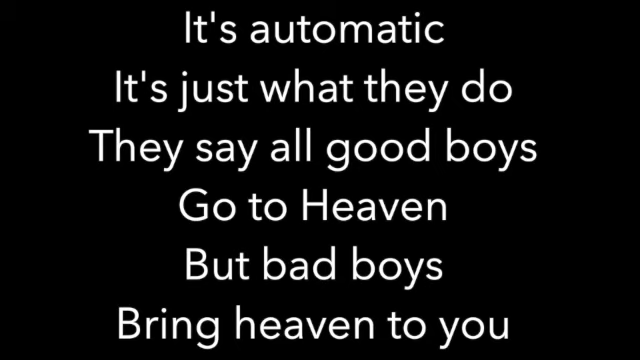 It's automatic
It's just what they do
They say all good boys
Go to Heaven
But bad boys
Bring heaven to you